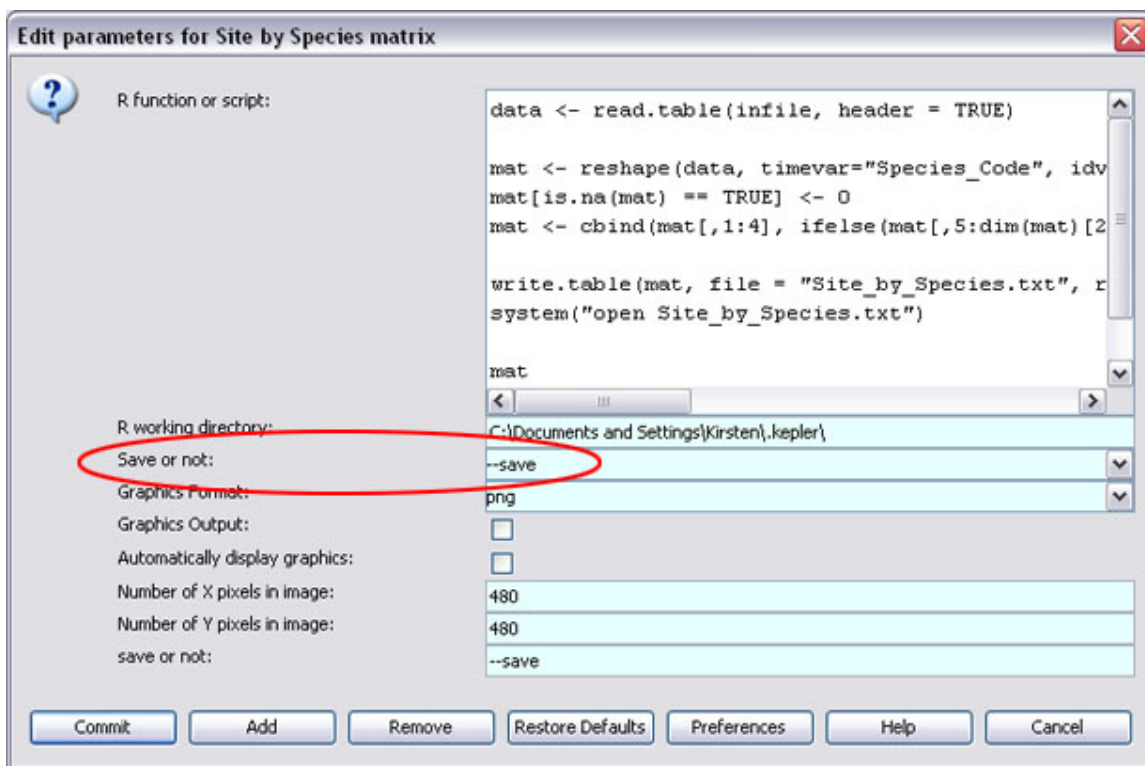 Edit parameters for Site by Species matrix
R function or script:
data <- read.table(infile, header = TRUE)
mat <- reshape(data, timevar="Species_Code", idv
mat[is.na(mat) == TRUE] <- 0
mat <- cbind(mat[,1:4], ifelse(mat[,5:dim(mat)[2
write.table(mat, file = "Site_by_Species.txt", r
system("open Site_by_Species.txt")
mat
R working directory: C:\Documents and Settings\Kirsten\.kepler\
Save or not: --save
Graphics Format: png
Graphics Output:
Automatically display graphics:
Number of X pixels in image: 480
Number of Y pixels in image: 480
save or not: --save
Commit Add Remove Restore Defaults Preferences Help Cancel